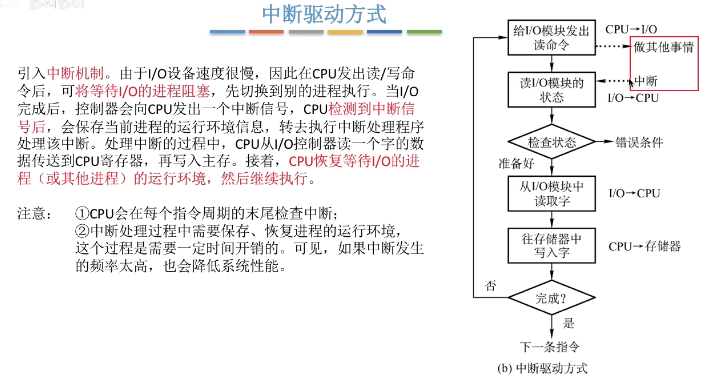 中断驱动方式
引入中断机制。由于I/O设备速度很慢，因此在CPU发出读/写命
令后，可将等待I/O的进程阻塞，先切换到别的进程执行。当I/O
完成后，控制器会向CPU发出一个中断信号，CPU检测到中断信
号后，会保存当前进程的运行环境信息，转去执行中断处理程序
处理该中断。处理中断的过程中，CPU从I/O控制器读一个字的数
据传送到CPU寄存器，再写入主存。接着，CPU恢复等待I/O的进
程（或其他进程）的运行环境，然后继续执行。
注意： ①CPU会在每个指令周期的末尾检查中断；
②中断处理过程中需要保存、恢复进程的运行环境，
这个过程是需要一定时间开销的。可见，如果中断发生
的频率太高，也会降低系统性能。
给I/O模块发出
读命令
CPU→I/O
做其他事情
读I/O模块的
状态
中断
I/O→CPU
检查状态
错误条件
准备好
从I/O模块中
读取字
I/O→CPU
往存储器中
写入字
CPU→存储器
否
完成？
是
下一条指令
(b) 中断驱动方式